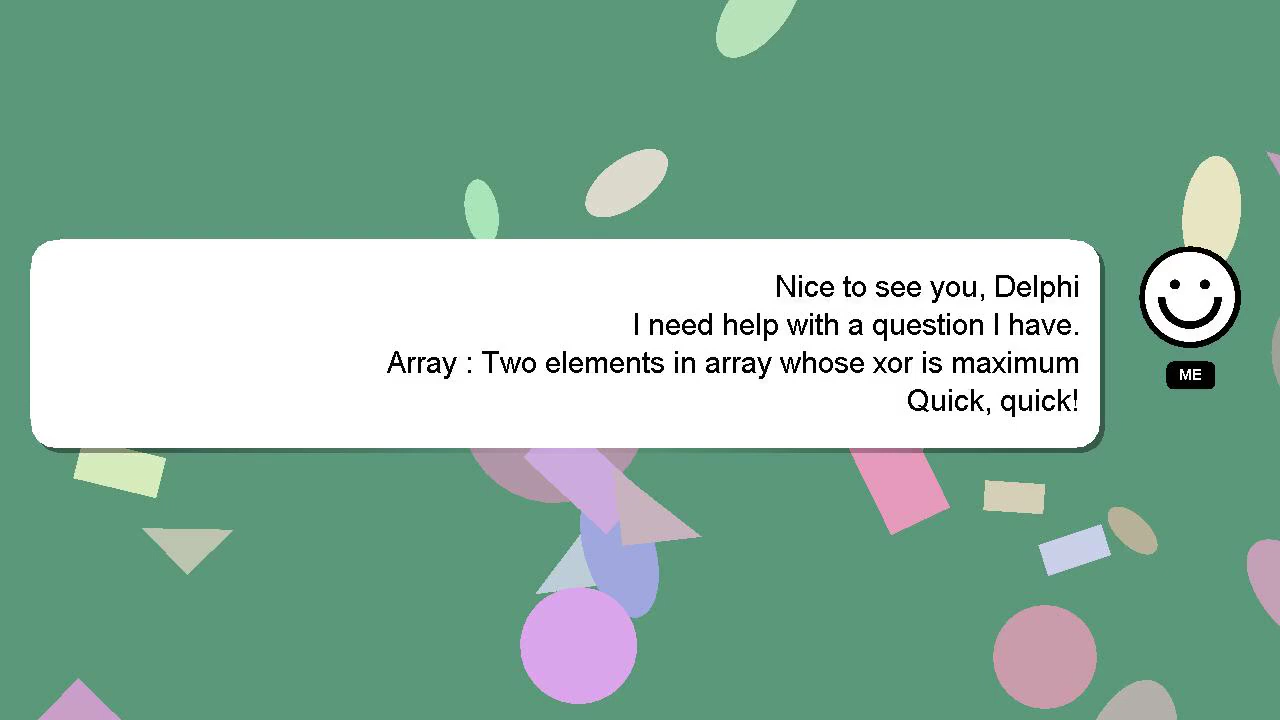 Nice to see you, Delphi
I need help with a question I have.
Array : Two elements in array whose xor is maximum
Quick, quick!
ME